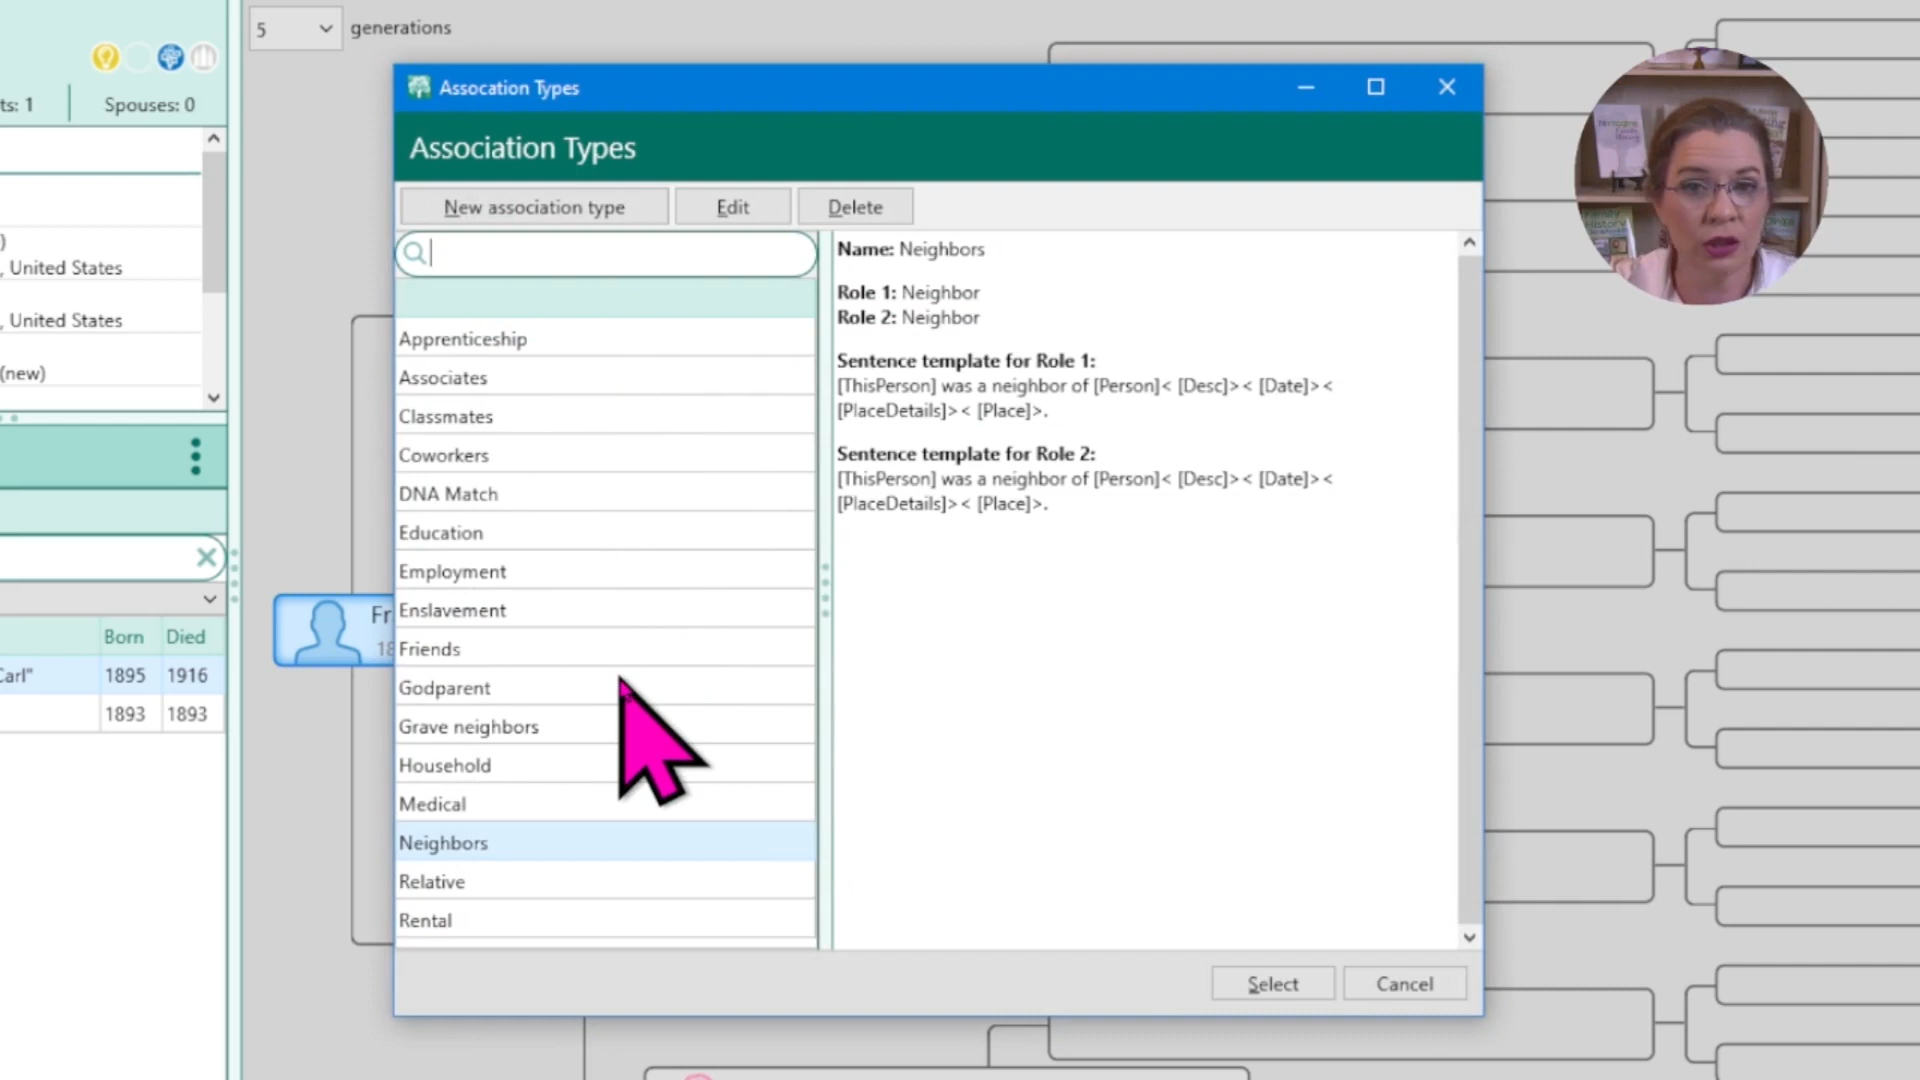 5
generations
ts: 1
Spouses: 0
)
, United States
, United States
(new)
Born
Died
Carl"
1895
1916
1893
1893
Fr
18
Assocation Types
Association Types
New association type
Edit
Delete
Apprenticeship
Associates
Classmates
Coworkers
DNA Match
Education
Employment
Enslavement
Friends
Godparent
Grave neighbors
Household
Medical
Neighbors
Relative
Rental
Name: Neighbors
Role 1: Neighbor
Role 2: Neighbor
Sentence template for Role 1:
[ThisPerson] was a neighbor of [Person]< [Desc]>< [Date]><
[PlaceDetails]>< [Place]>.
Sentence template for Role 2:
[ThisPerson] was a neighbor of [Person]< [Desc]>< [Date]><
[PlaceDetails]>< [Place]>.
Select
Cancel